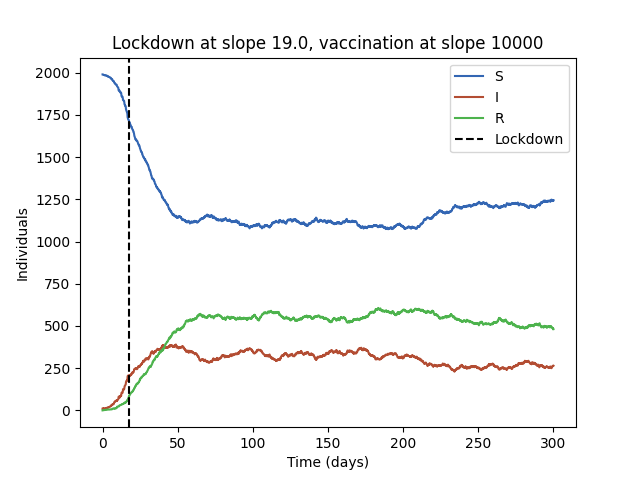 Lockdown at slope 19.0, vaccination at slope 10000
S
I
R
Lockdown
2000
1750
1500
1250
1000
750
500
250
0
Individuals
0 50 100 150 200 250 300
Time (days)